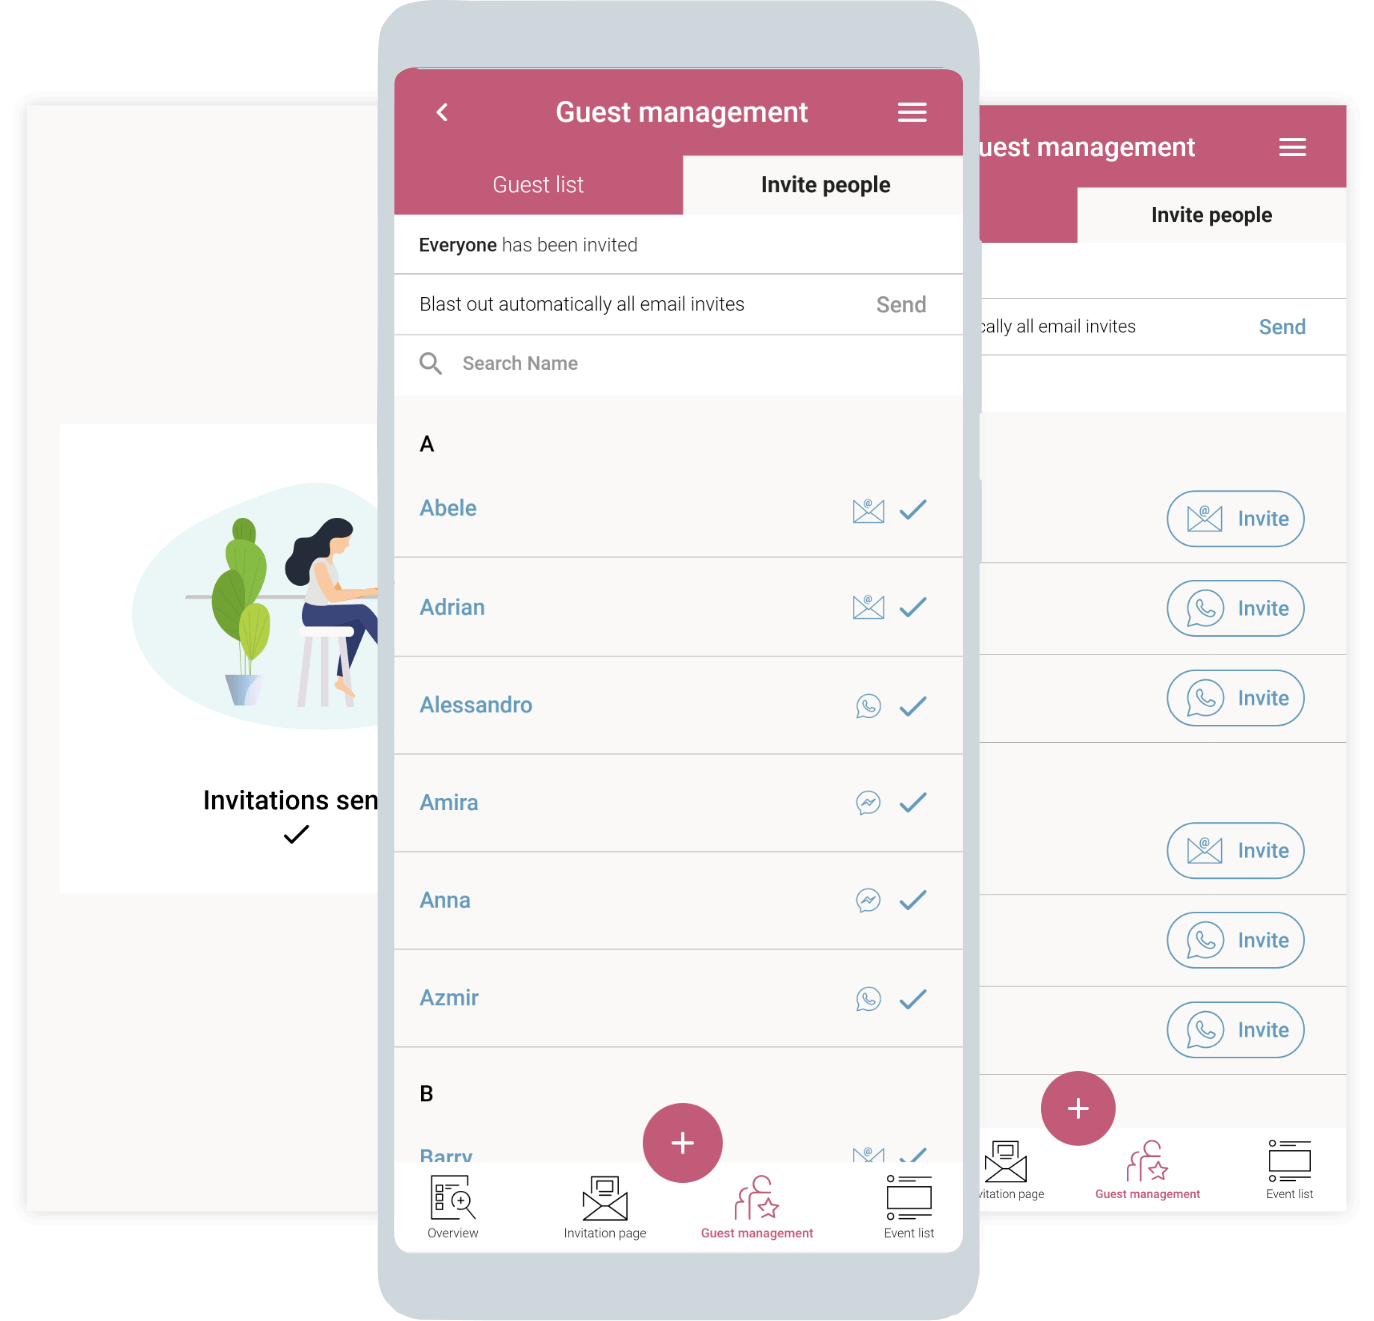 Invitations sen
Guest management
Guest list
Invite people
Everyone has been invited
Blast out automatically all email invites
Send
Search Name
A
Abele
@
Adrian
@
Alessandro
Amira
Anna
Azmir
B
Barry
@
+
Overview
Invitation page
Guest management
Event list
uest management
Invite people
cally all email invites
Send
@ Invite
Invite
Invite
@ Invite
Invite
Invite
+
vitation page
Guest management
Event list